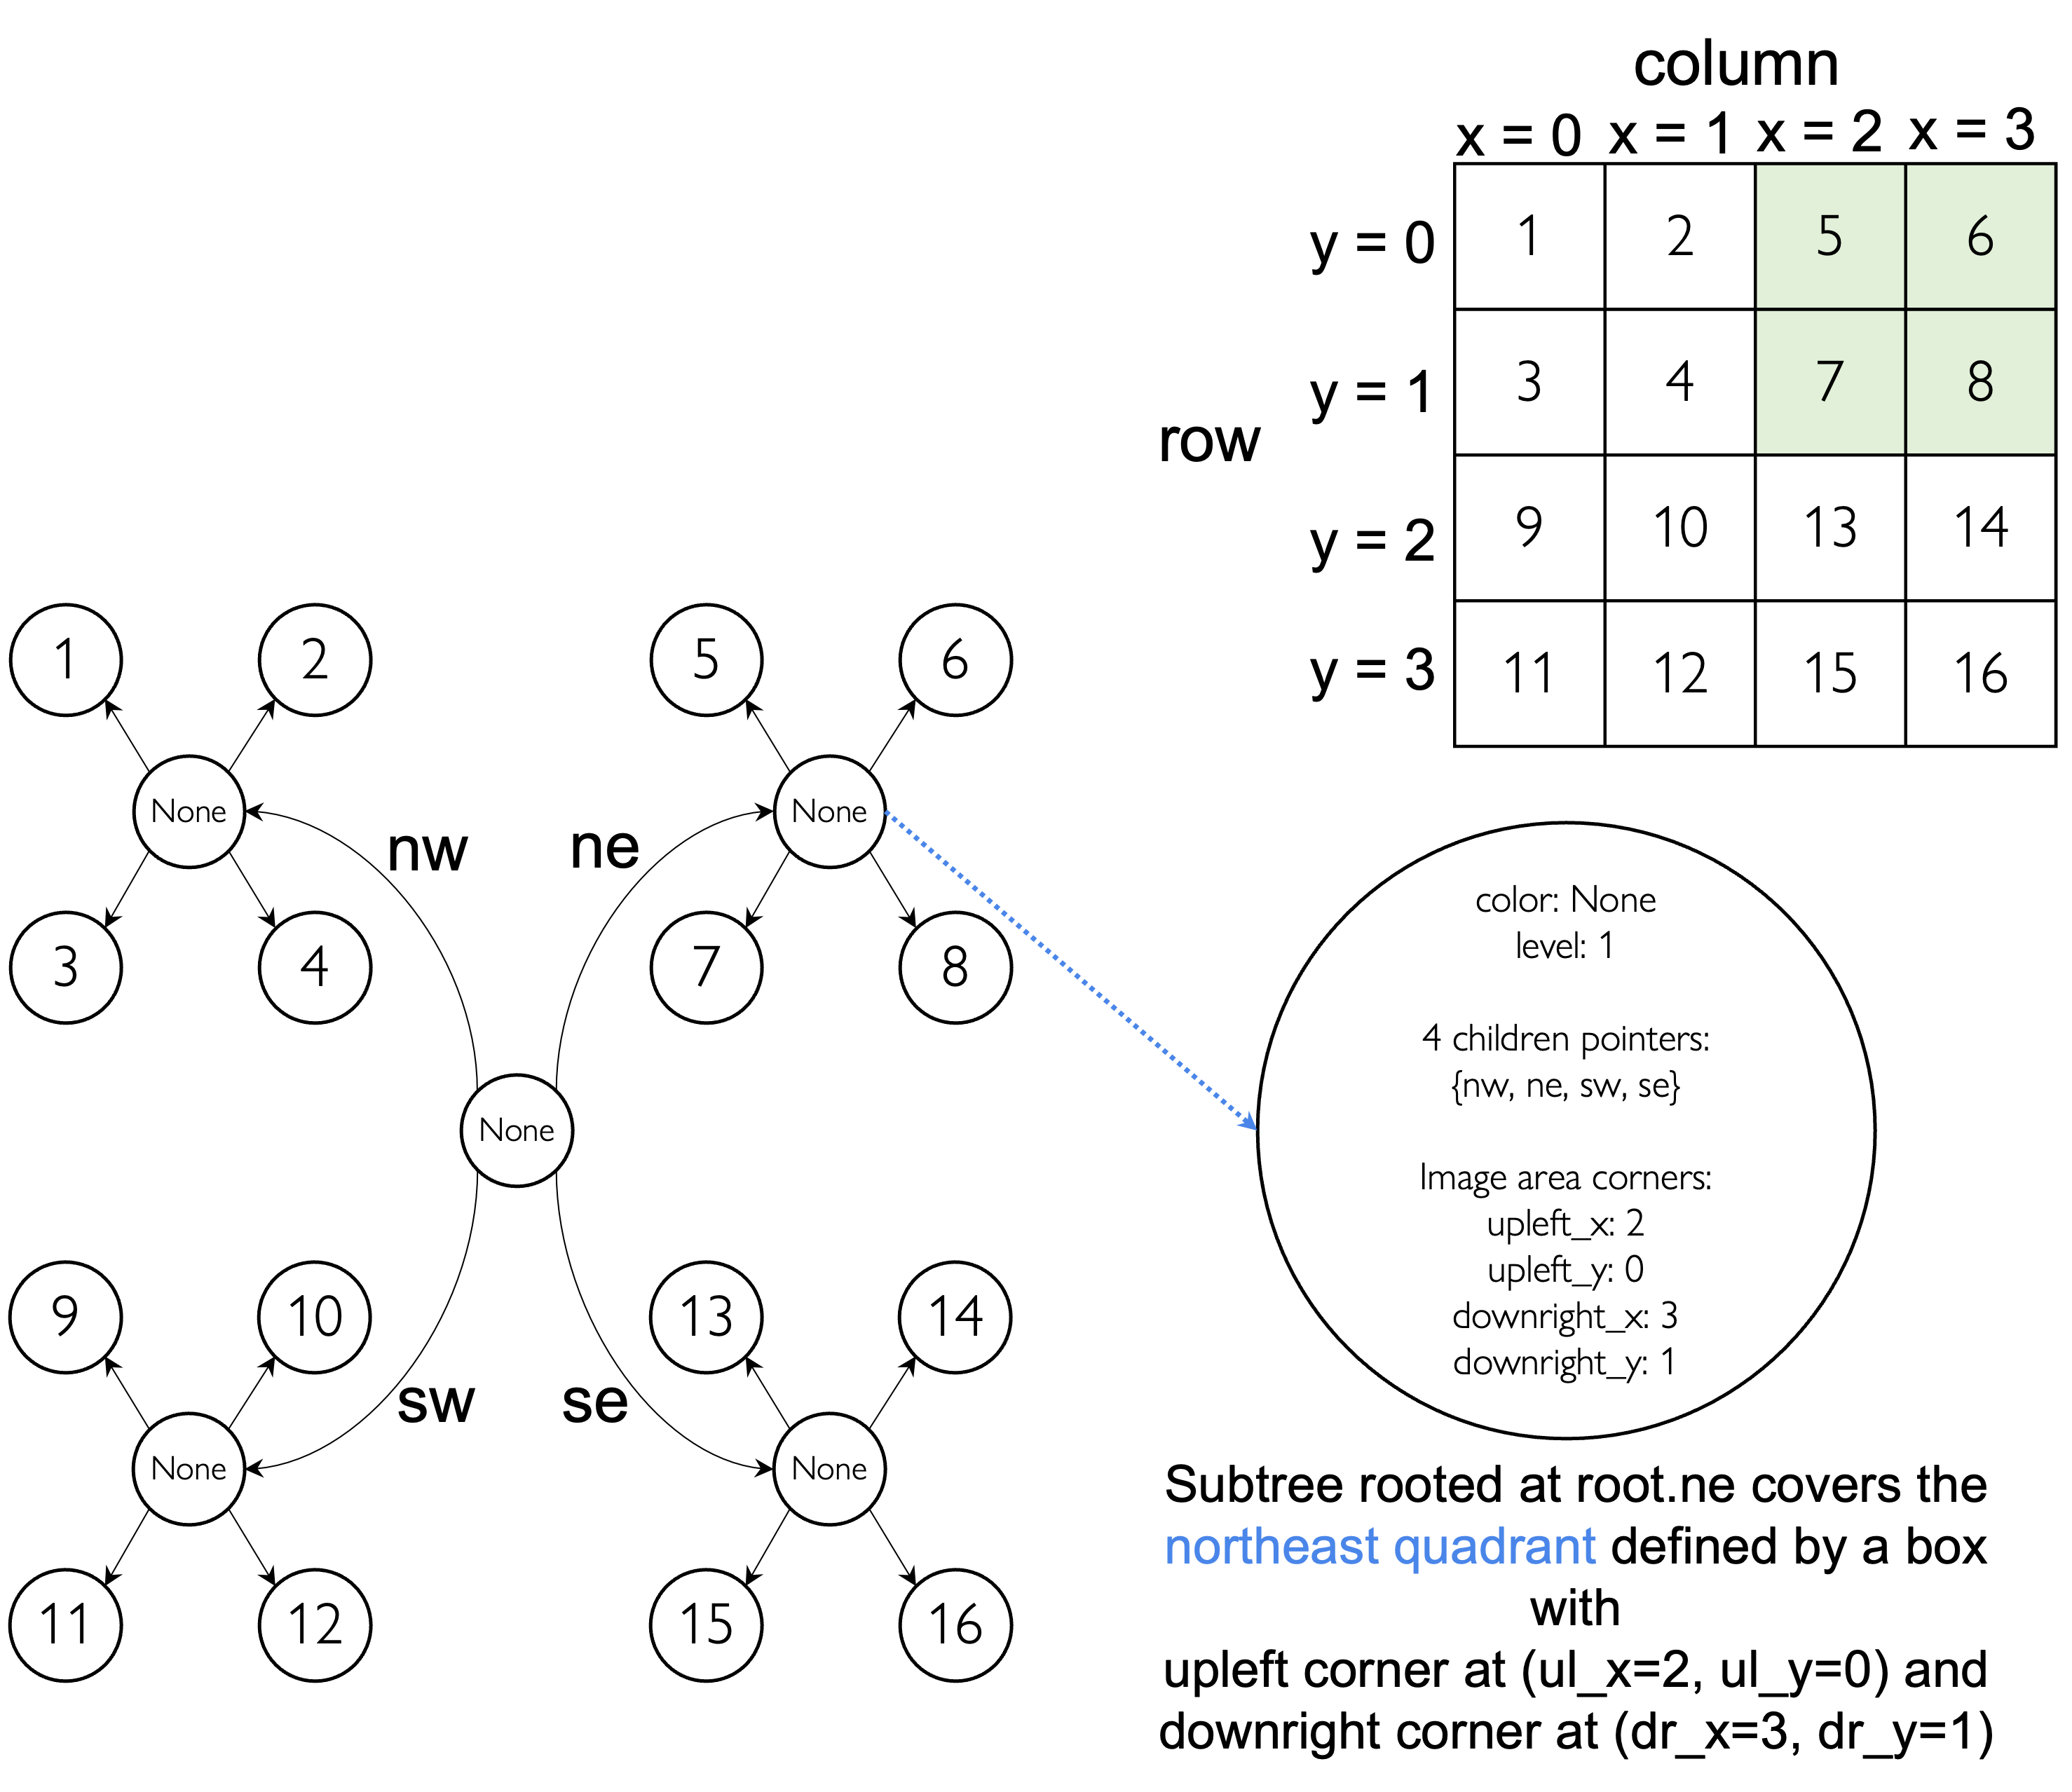 column
x = 0 x = 1 x = 2 x = 3
y = 0 1 2 5 6
y = 1 3 4 7 8
row
y = 2 9 10 13 14
y = 3 11 12 15 16
1 2 5 6
None None
nw ne
3 4 7 8
None
9 10 13 14
sw se
None None
11 12 15 16
color: None
level: 1
4 children pointers:
{nw, ne, sw, se}
Image area corners:
upleft_x: 2
upleft_y: 0
downright_x: 3
downright_y: 1
Subtree rooted at root.ne covers the
northeast quadrant defined by a box
with
upleft corner at (ul_x=2, ul_y=0) and
downright corner at (dr_x=3, dr_y=1)